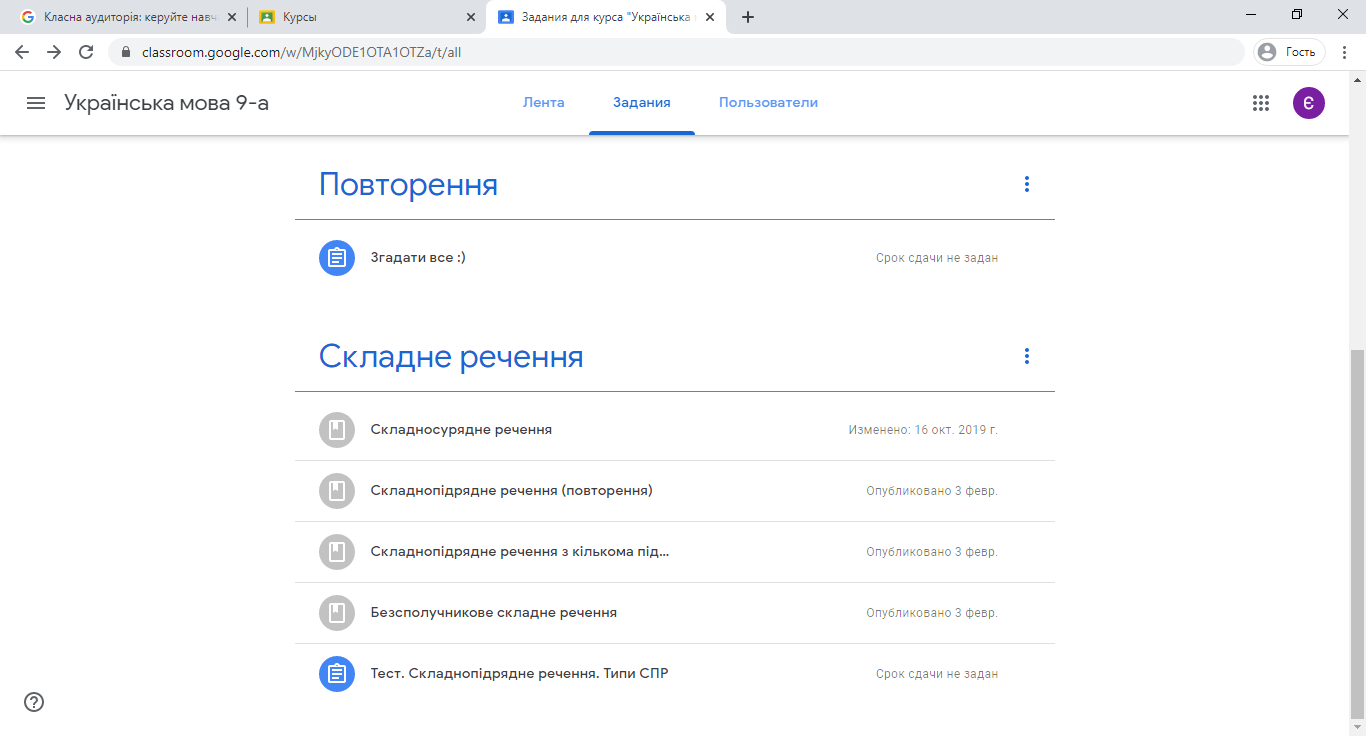 Класна аудиторія: керуйте навч
Курсы
Задания для курса "Українська
classroom.google.com/w/MjkyODE1OTA1OTZa/t/all
Гость
Українська мова 9-а
Лента
Задания
Пользователи
Є
Повторення
Згадати все :)
Срок сдачи не задан
Складне речення
Складносурядне речення
Изменено: 16 окт. 2019 г.
Складнопідрядне речення (повторення)
Опубликовано 3 февр.
Складнопідрядне речення з кількома під...
Опубликовано 3 февр.
Безсполучникове складне речення
Опубликовано 3 февр.
Тест. Складнопідрядне речення. Типи СПР
Срок сдачи не задан